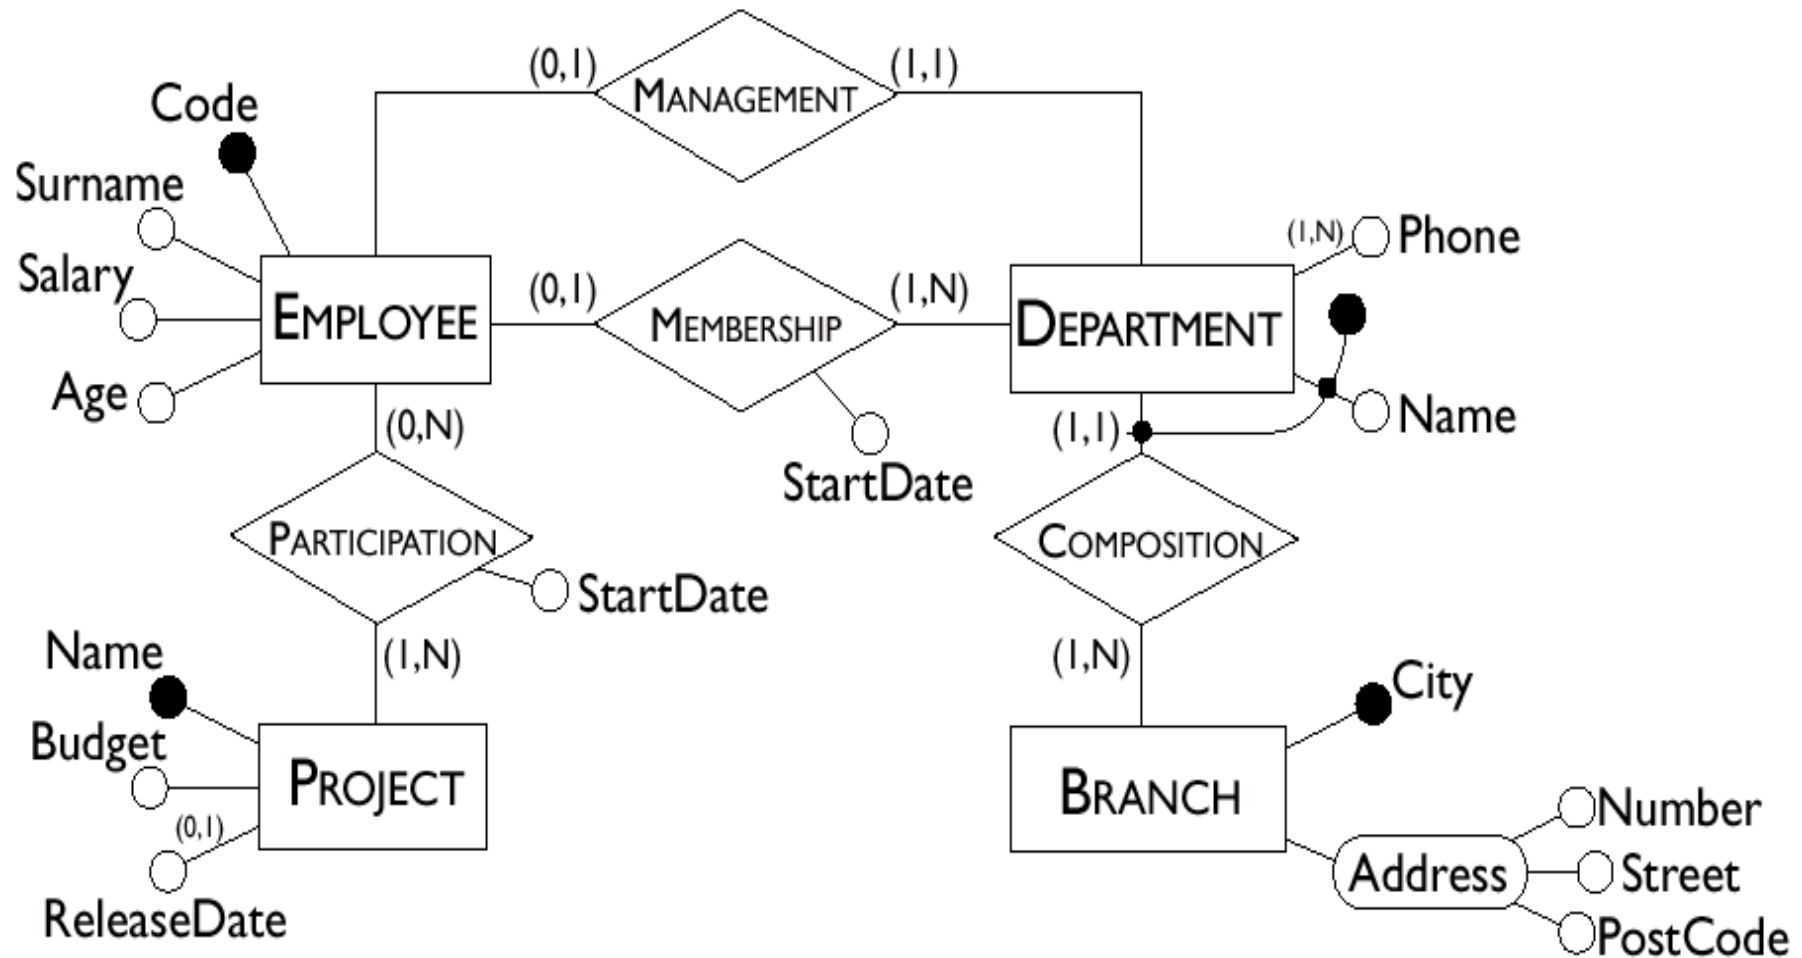 (0,1)
MANAGEMENT
(1,1)
Code
Surname
Salary
Age
EMPLOYEE
(0,1)
MEMBERSHIP
(1,N)
StartDate
DEPARTMENT
(1,N)
Phone
Name
(0,N)
PARTICIPATION
StartDate
(1,N)
(1,1)
COMPOSITION
(1,N)
Name
Budget
(0,1)
ReleaseDate
PROJECT
BRANCH
City
Address
Number
Street
PostCode